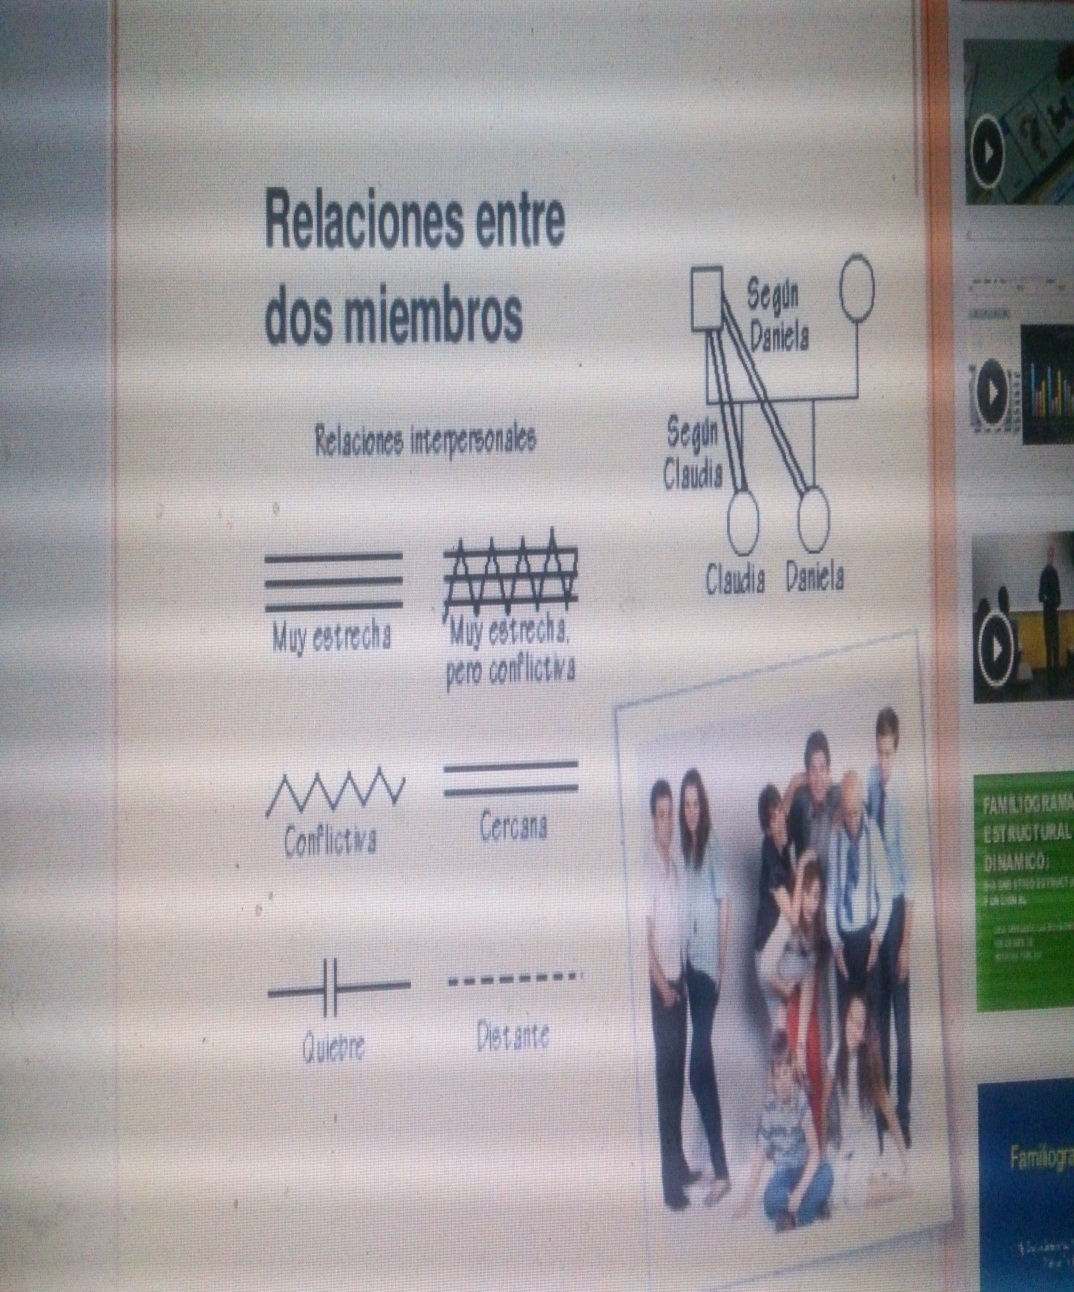 Relaciones entre
dos miembros
Relaciones interpersonales
Muy estrecha
Muy estrecha,
pero conflictiva
Conflictiva
Cercana
Quiebre
Distante
Según
Daniela
Según
Claudia
Claudia Daniela
FAMILIOGRAMA
ESTRUCTURAL
DINAMICO: